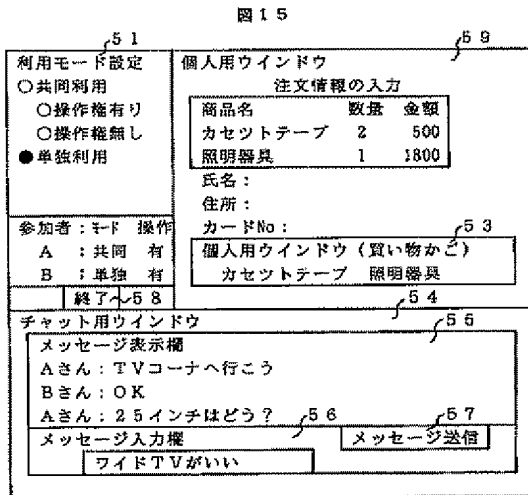 図15
51
59
利用モード設定
○共同利用
○操作権有り
○操作権無し
●単独利用
参加者:モード 操作
A :共同 有
B :単独 有
終了 58
個人用ウインドウ
注文情報の入力
商品名 数量 金額
カセットテープ 2 500
照明器具 1 1800
氏名:
住所:
カードNo:
53
個人用ウインドウ(買い物かご)
カセットテープ 照明器具
54
チャット用ウインドウ
55
メッセージ表示欄
Aさん:TVコーナへ行こう
Bさん:OK
Aさん:25インチはどう?
56
57
メッセージ入力欄
メッセージ送信
ワイドTVがいい